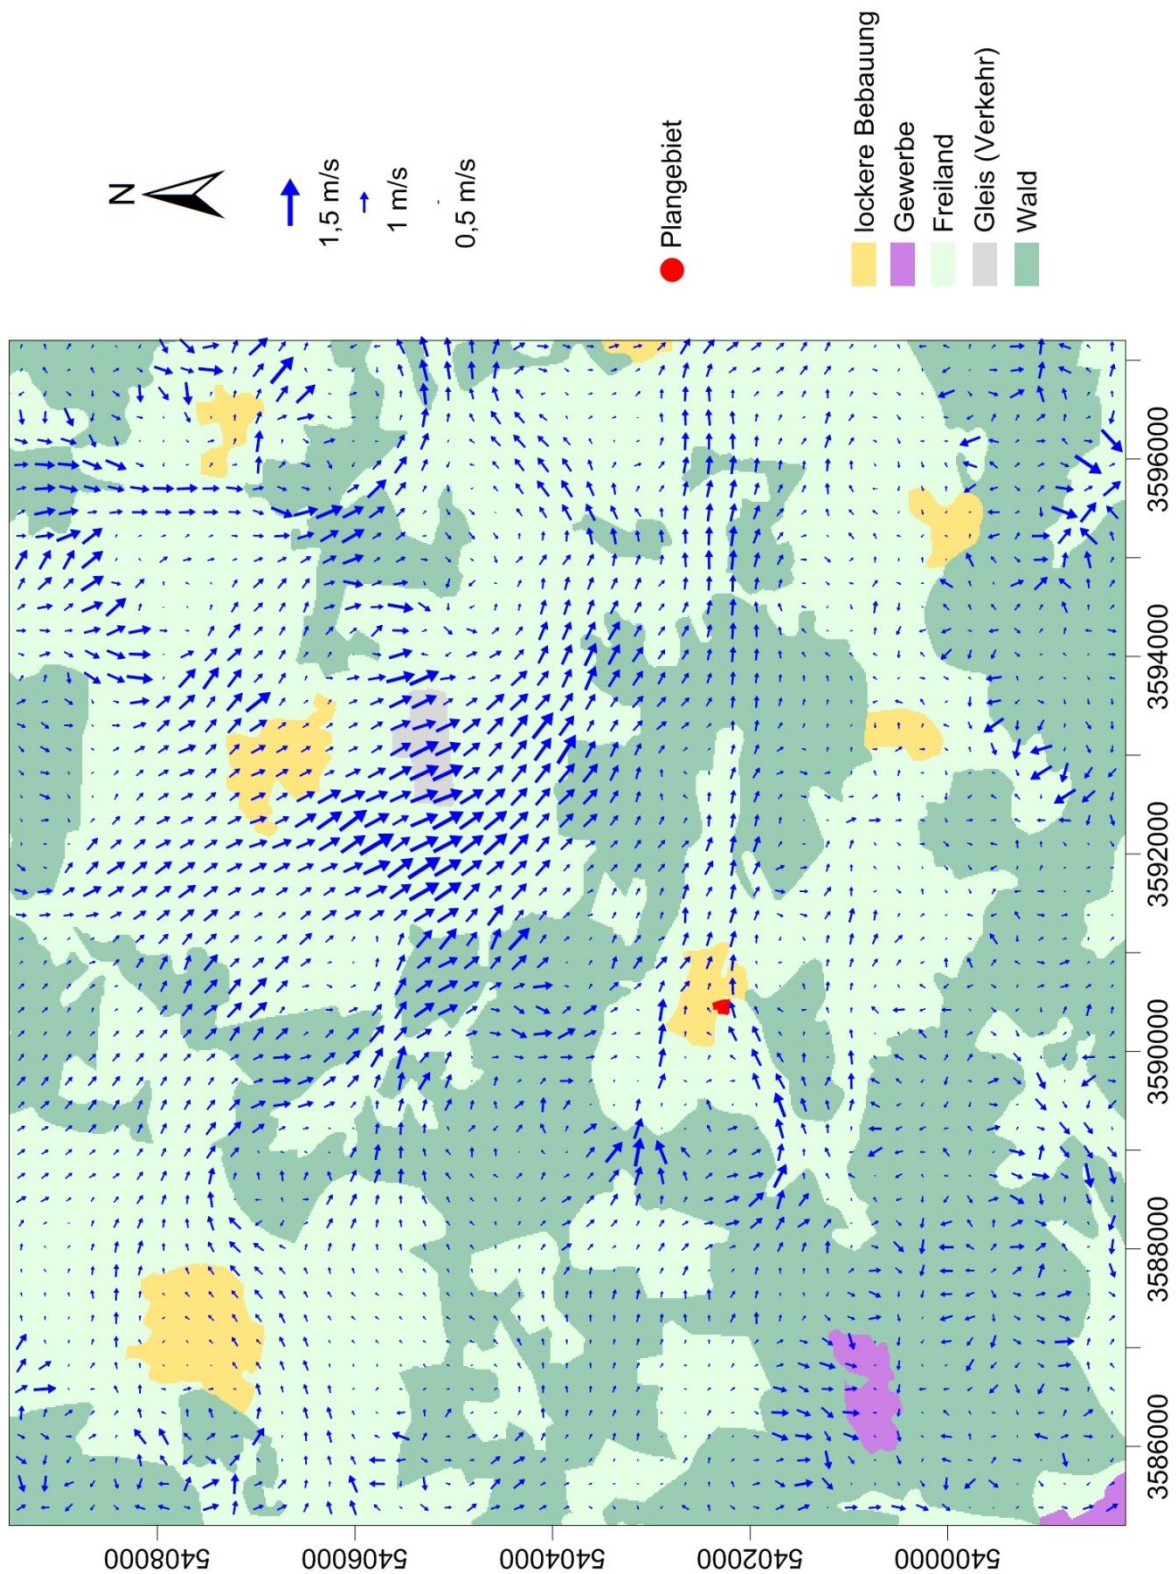 N
1,5 m/s
1 m/s
0,5 m/s
Plangebiet
lockere Bebauung
Gewerbe
Freiland
Gleis (Verkehr)
Wald
5408000
5406000
5404000
5402000
5400000
3586000
3588000
3590000
3592000
3594000
3596000